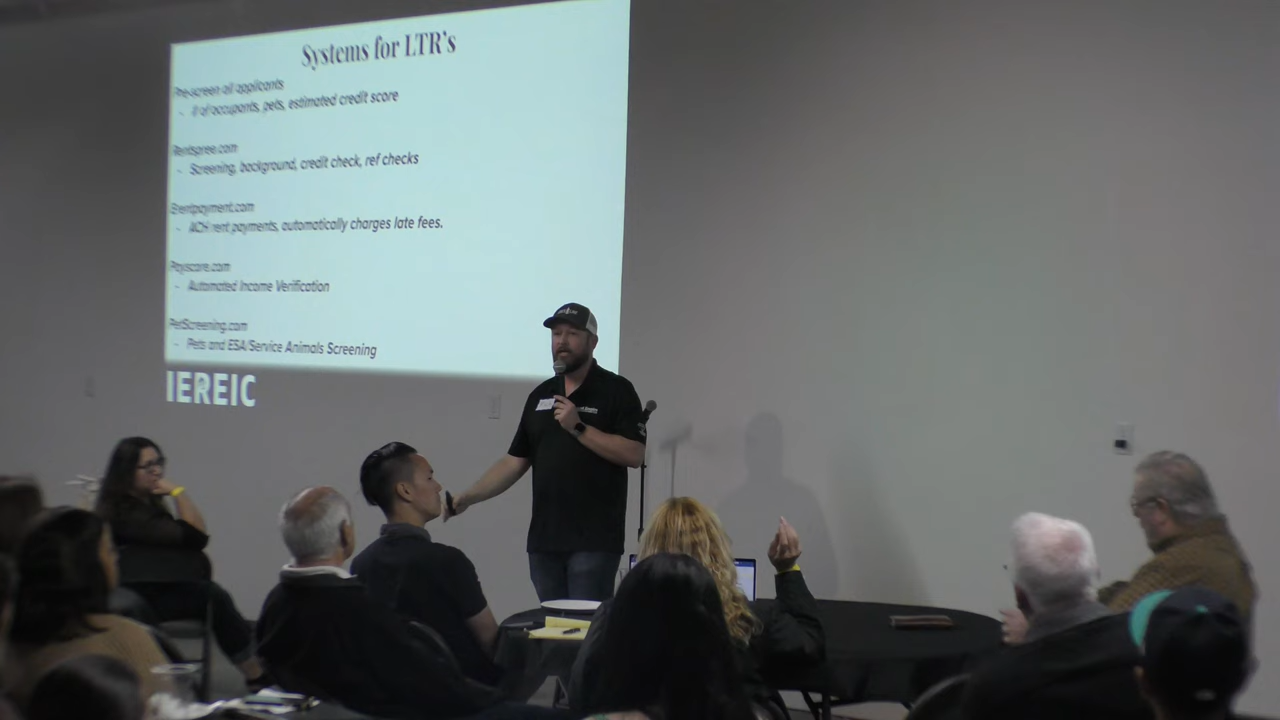 Systems for LTR's
Pre-screen all applicants
- # of occupants, pets, estimated credit score
Rentspree.com
- Screening, background, credit check, ref checks
Erentpayment.com
- ACH rent payments, automatically charges late fees.
Payscore.com
- Automated Income Verification
PetScreening.com
- Pets and ESA/Service Animals Screening
IEREIC